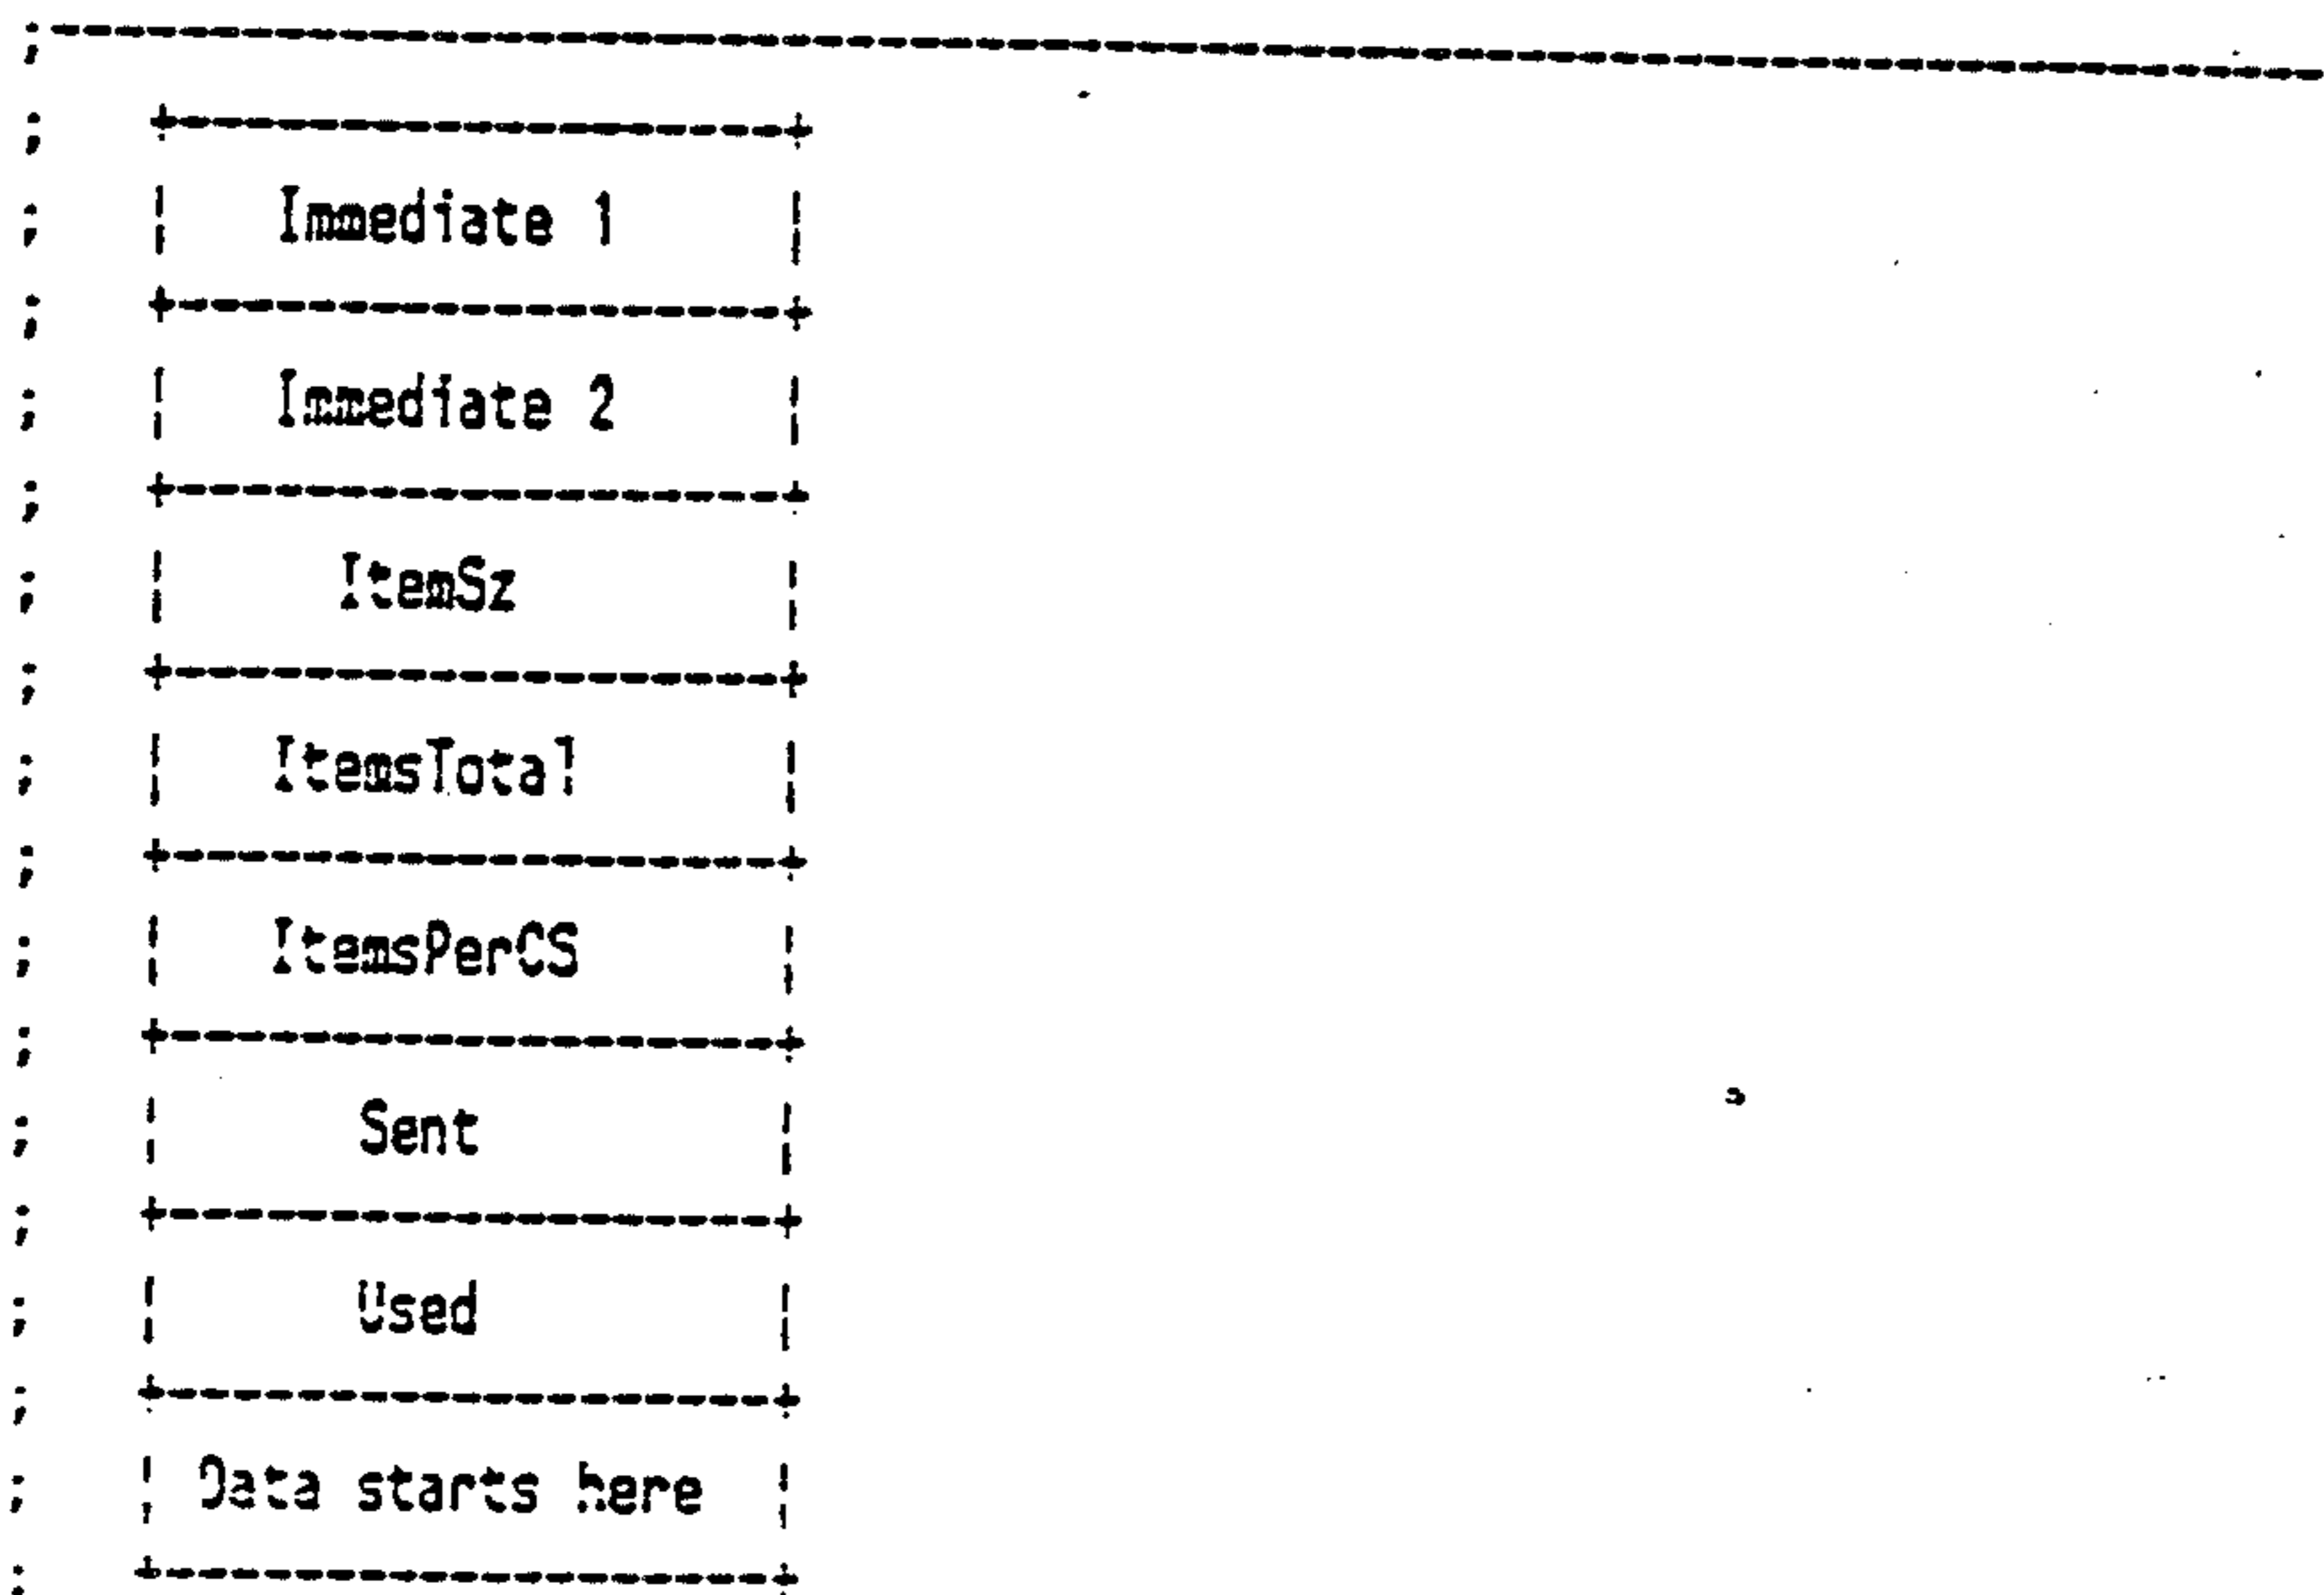 ;--------------------------------------------------------------------------
;   +--------------------+
;   |    Immediate 1     |
;   +--------------------+
;   |    Immediate 2     |
;   +--------------------+
;   |      ItemSz        |
;   +--------------------+
;   |    ItemsTotal      |
;   +--------------------+
;   |    ItemsPerCS      |
;   +--------------------+
;   |       Sent         |
;   +--------------------+
;   |       Used         |
;   +--------------------+
;   |  Data starts here  |
;   +--------------------+